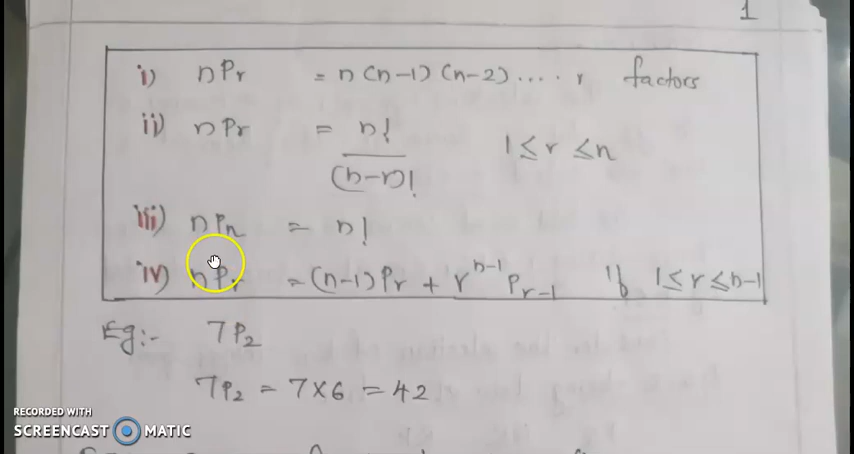 1
i) nPr = n (n-1) (n-2) .... r factors
ii) nPr = n! / (n-r)! 1 ≤ r ≤ n
iii) nPn = n!
iv) nPr = (n-1)Pr + r ⁿ⁻¹Pr-1 if 1 ≤ r ≤ n-1
Eg:- 7P₂
7P₂ = 7×6 = 42
RECORDED WITH
SCREENCAST MATIC